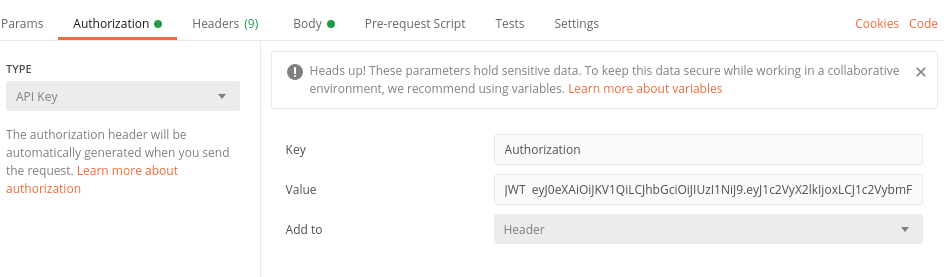 Params Authorization Headers (9) Body Pre-request Script Tests Settings Cookies Code
TYPE
API Key
The authorization header will be
automatically generated when you send
the request. Learn more about
authorization
Heads up! These parameters hold sensitive data. To keep this data secure while working in a collaborative
environment, we recommend using variables. Learn more about variables
Key Authorization
Value JWT eyJ0eXAiOiJKV1QiLCJhbGciOiJIUzI1NiJ9.eyJ1c2VyX2lkIjoxLCJ1c2VybmF
Add to Header